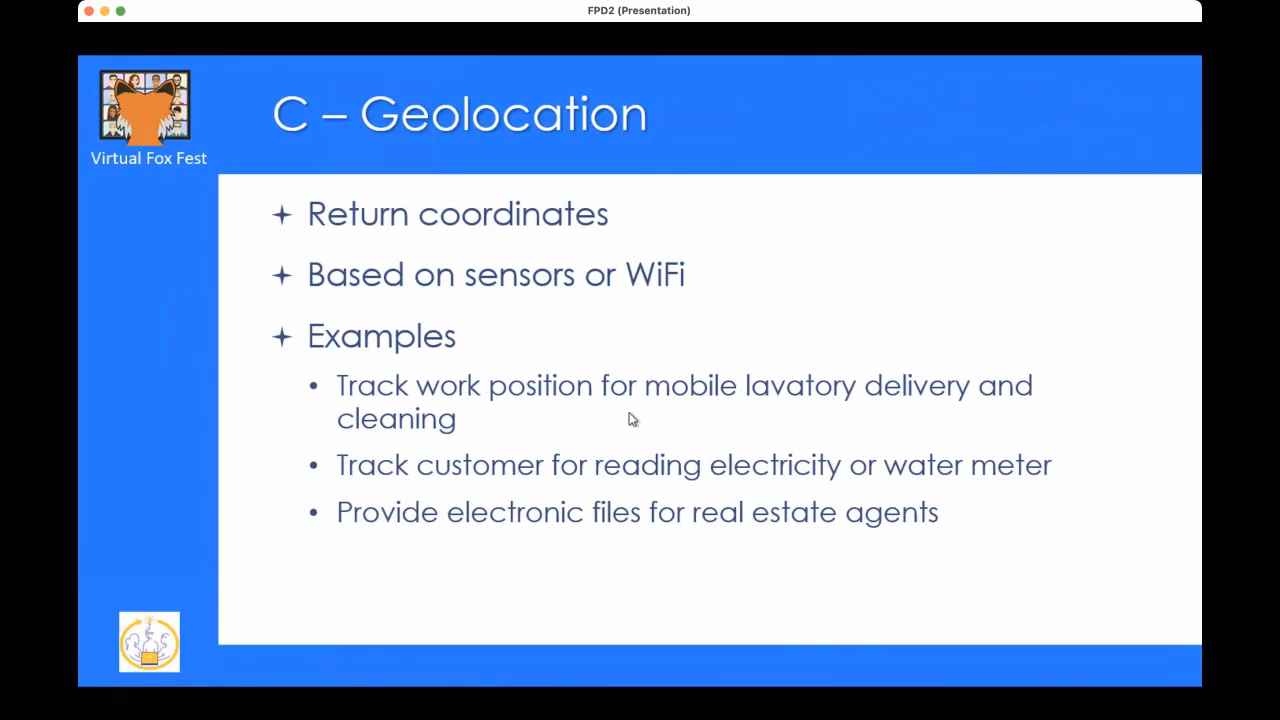 FPD2 (Presentation)
C – Geolocation
Virtual Fox Fest
Return coordinates
Based on sensors or WiFi
Examples
Track work position for mobile lavatory delivery and
cleaning
Track customer for reading electricity or water meter
Provide electronic files for real estate agents